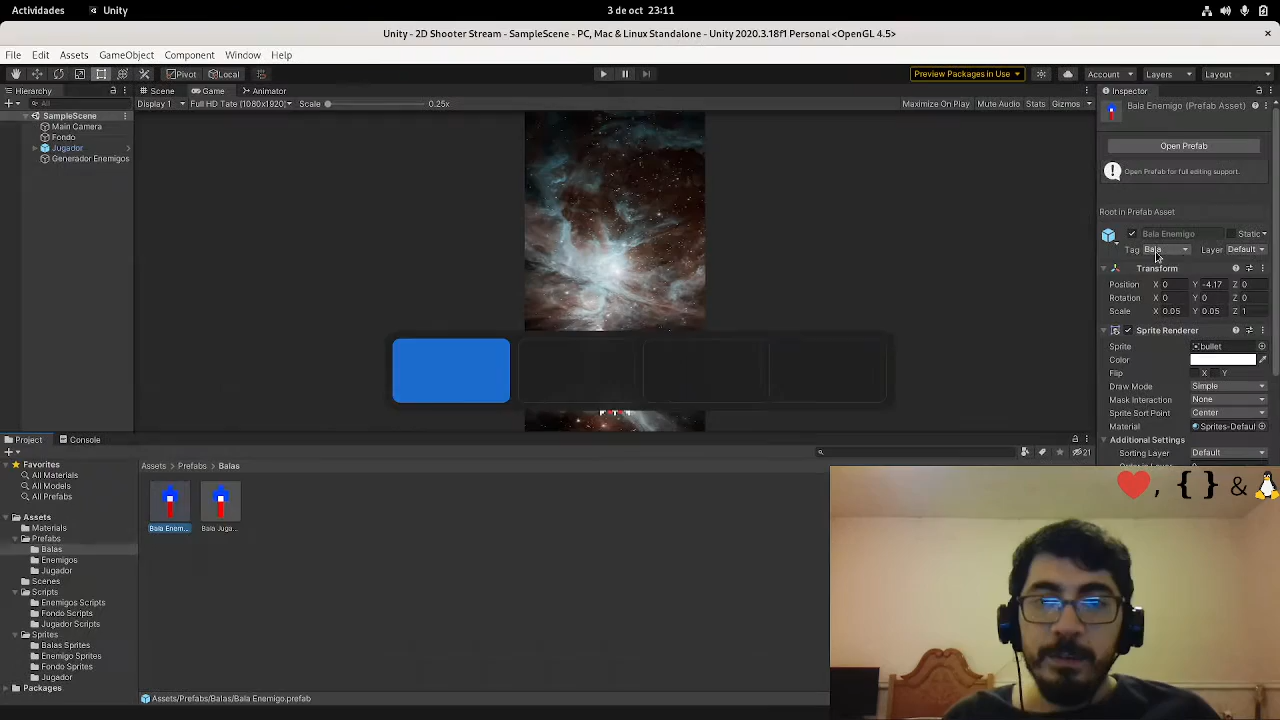 Actividades Unity 3 de oct 23:11
Unity - 2D Shooter Stream - SampleScene - PC, Mac & Linux Standalone - Unity 2020.3.18f1 Personal <OpenGL 4.5>
File Edit Assets GameObject Component Window Help
Pivot Local Preview Packages in Use Account Layers Layout
Hierarchy Scene Game Animator Inspector
All Display 1 Full HD Tate (1080x1920) Scale 0.25x Maximize On Play Mute Audio Stats Gizmos
Bala Enemigo (Prefab Asset)
SampleScene
Main Camera
Fondo
Jugador
Generador Enemigos
Open Prefab
Open Prefab for full editing support.
Root in Prefab Asset
Bala Enemigo Static
Tag Bala Layer Default
Transform
Position X 0 Y -4.17 Z 0
Rotation X 0 Y 0 Z 0
Scale X 0.05 Y 0.05 Z 1
Sprite Renderer
Sprite bullet
Color
Flip X Y
Draw Mode Simple
Mask Interaction None
Sprite Sort Point Center
Material Sprites-Defaul
Additional Settings
Sorting Layer Default
Project Console
21
Favorites
All Materials
All Models
All Prefabs
Assets
Materials
Prefabs
Balas
Enemigos
Jugador
Scenes
Scripts
Enemigos Scripts
Fondo Scripts
Jugador Scripts
Sprites
Balas Sprites
Enemigo Sprites
Fondo Sprites
Jugador
Packages
Assets > Prefabs > Balas
Bala Enem... Bala Juga...
Assets/Prefabs/Balas/Bala Enemigo.prefab
, {} &